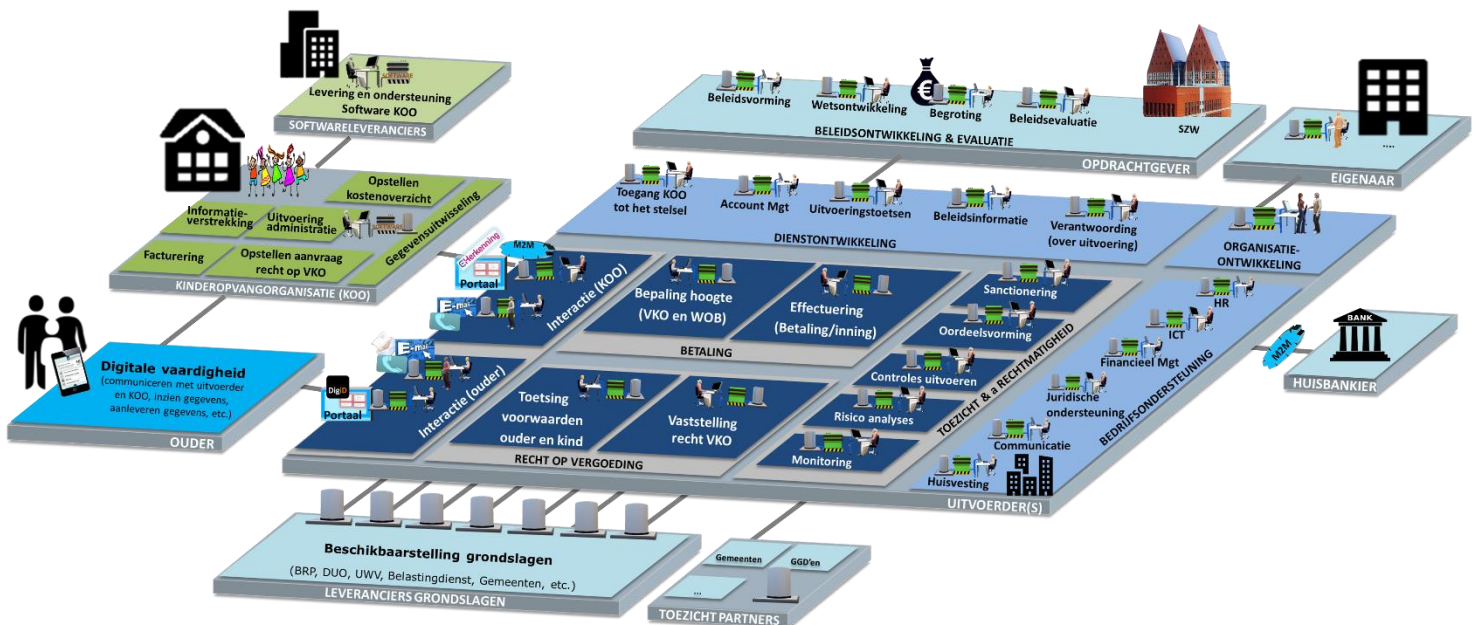 SOFTWARE
Levering en ondersteuning
Software KOO
SOFTWARELEVERANCIERS
Beleidsvorming
Wetsontwikkeling
€
Begroting
Beleidsevaluatie
SZW
BELEIDSONTWIKKELING & EVALUATIE
OPDRACHTGEVER
....
EIGENAAR
Opstellen
kostenoverzicht
Informatie-
verstrekking
Uitvoering
administratie
SOFTWARE
Gegevensuitwisseling
Facturering
Opstellen aanvraag
recht op VKO
KINDEROPVANGORGANISATIE (KOO)
Toegang KOO
tot het stelsel
Account Mgt
Uitvoeringstoetsen
Beleidsinformatie
Verantwoording
(over uitvoering)
DIENSTONTWIKKELING
ORGANISATIE-
ONTWIKKELING
eHerkenning
M2M
Portaal
E-mail
Interactie (KOO)
Bepaling hoogte
(VKO en WOB)
Effectuering
(Betaling/inning)
BETALING
Sanctionering
Oordeelsvorming
Controles uitvoeren
Risico analyses
Monitoring
TOEZICHT & a RECHTMATIGHEID
HR
ICT
Financieel Mgt
Juridische
ondersteuning
Communicatie
Huisvesting
BEDRIJFSONDERSTEUNING
M2M
BANK
HUISBANKIER
Digitale vaardigheid
(communiceren met uitvoerder
en KOO, inzien gegevens,
aanleveren gegevens, etc.)
OUDER
DigiD
Portaal
E-mail
Interactie (ouder)
Toetsing
voorwaarden
ouder en kind
Vaststelling
recht VKO
RECHT OP VERGOEDING
UITVOERDER(S)
Beschikbaarstelling grondslagen
(BRP, DUO, UWV, Belastingdienst, Gemeenten, etc.)
LEVERANCIERS GRONDSLAGEN
Gemeenten
GGD'en
...
TOEZICHT PARTNERS